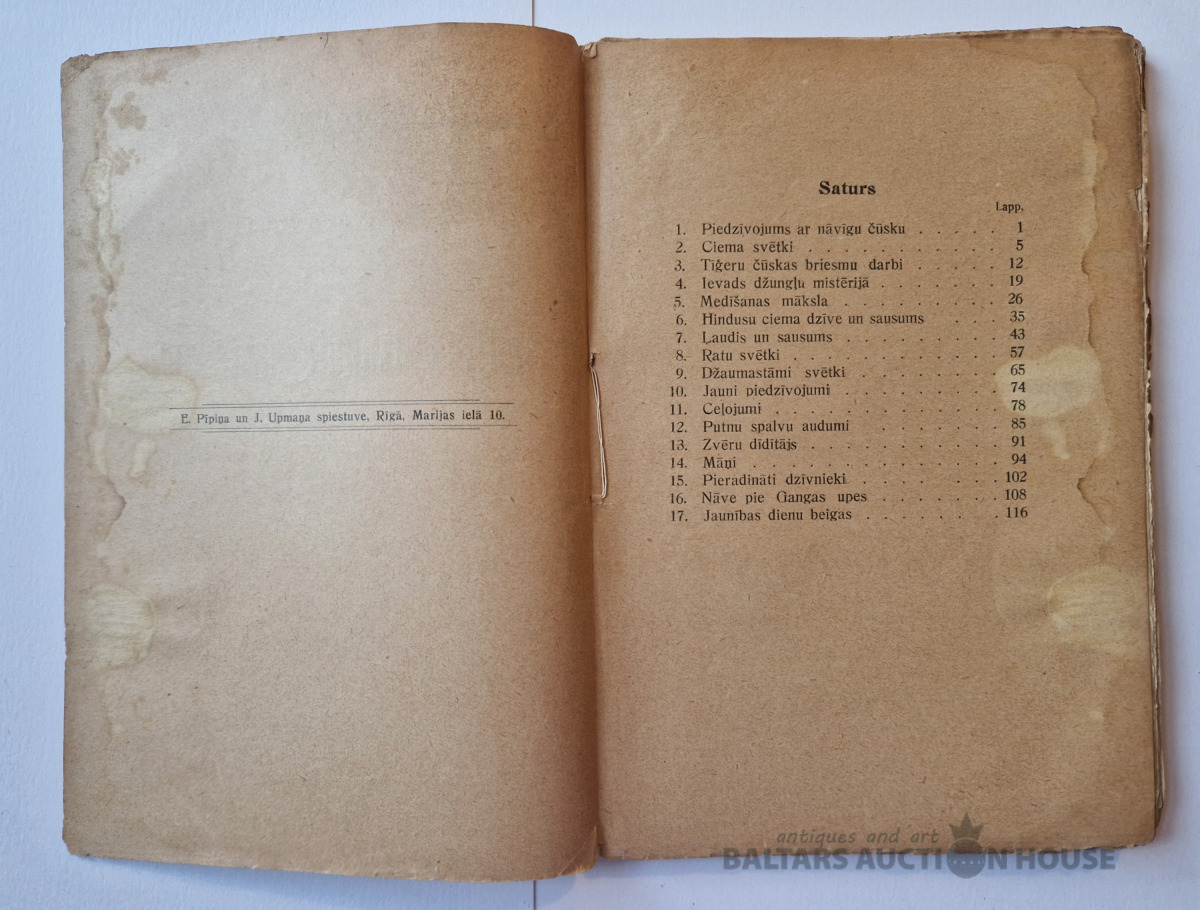 E. Pīpiņa un J. Upmaņa spiestuve, Rīgā, Marijas ielā 10.
Saturs
Lapp.
1. Piedzīvojums ar nāvīgu čūsku . . . . . 1
2. Ciema svētki . . . . . . . . . . . 5
3. Tīģeru čūskas briesmu darbi . . . . . 12
4. Ievads džungļu mistērijā . . . . . . . 19
5. Medīšanas māksla . . . . . . . . . 26
6. Hindusu ciema dzīve un sausums . . . 35
7. Ļaudis un sausums . . . . . . . . . 43
8. Ratu svētki . . . . . . . . . . . 57
9. Džaumastāmi svētki . . . . . . . . 65
10. Jauni piedzīvojumi . . . . . . . . . 74
11. Ceļojumi . . . . . . . . . . . . 78
12. Putnu spalvu audumi . . . . . . . 85
13. Zvēru dīdītājs . . . . . . . . . . 91
14. Māņi . . . . . . . . . . . . . 94
15. Pieradināti dzīvnieki . . . . . . . . 102
16. Nāve pie Gangas upes . . . . . . . 108
17. Jaunības dienu beigas . . . . . . . . 116
antiques and art
BALTARS AUCTION HOUSE